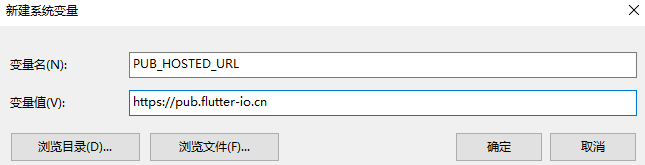 新建系统变量
变量名(N): PUB_HOSTED_URL
变量值(V): https://pub.flutter-io.cn
浏览目录(D)... 浏览文件(F)... 确定 取消